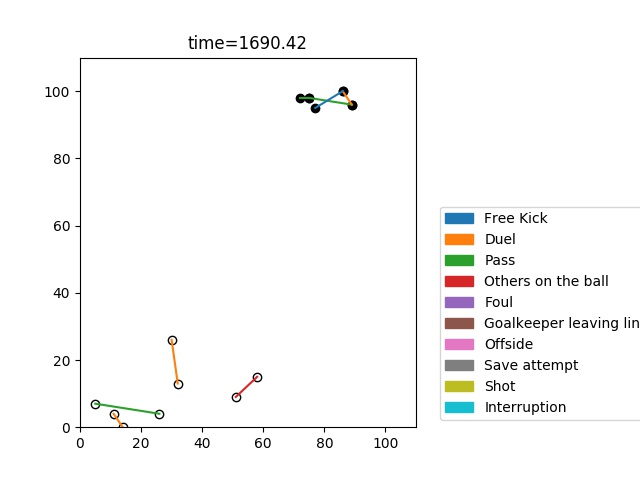 time=1690.42
100
80
60
40
20
0
0 20 40 60 80 100
Free Kick
Duel
Pass
Others on the ball
Foul
Goalkeeper leaving lin
Offside
Save attempt
Shot
Interruption